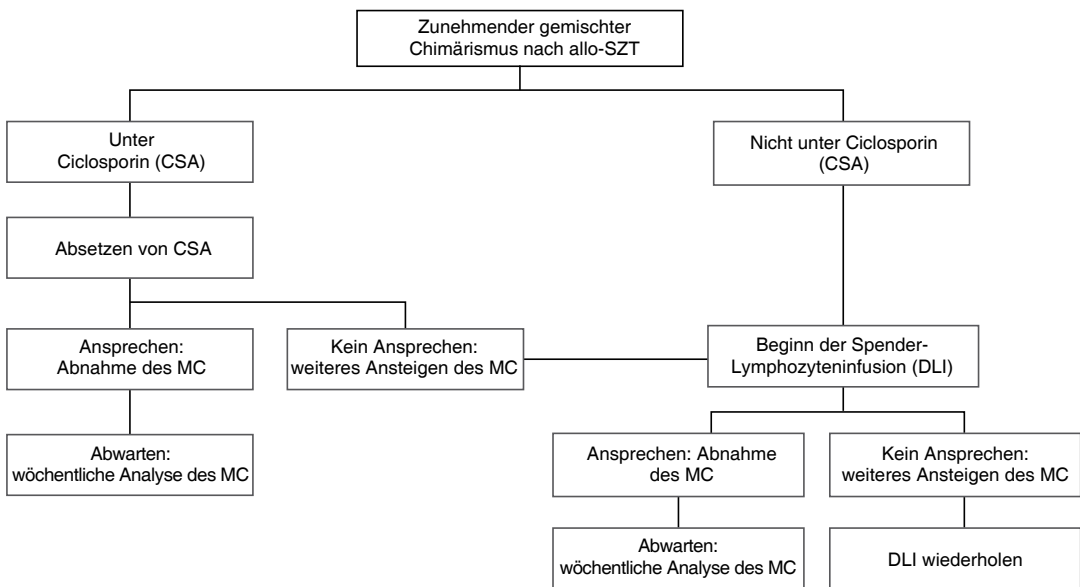 Zunehmender gemischter
Chimärismus nach allo-SZT
Unter
Ciclosporin (CSA)
Nicht unter Ciclosporin
(CSA)
Absetzen von CSA
Ansprechen:
Abnahme des MC
Kein Ansprechen:
weiteres Ansteigen des MC
Beginn der Spender-
Lymphozyteninfusion (DLI)
Abwarten:
wöchentliche Analyse des MC
Ansprechen: Abnahme
des MC
Kein Ansprechen:
weiteres Ansteigen des MC
Abwarten:
wöchentliche Analyse des MC
DLI wiederholen